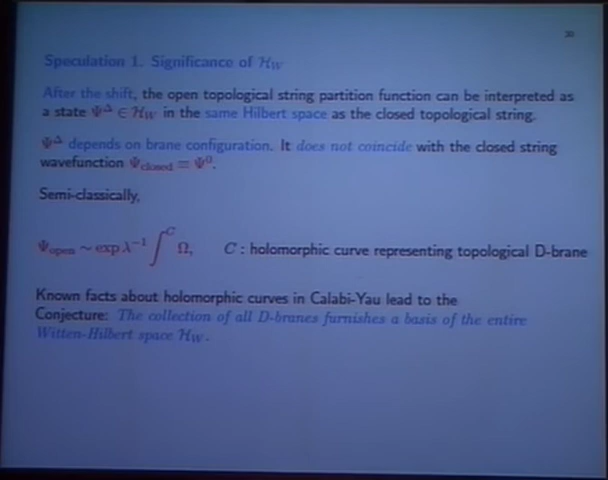 30
Speculation 1. Significance of ℋ_W
After the shift, the open topological string partition function can be interpreted as
a state Ψ^Δ ∈ ℋ_W in the same Hilbert space as the closed topological string.
Ψ^Δ depends on brane configuration. It does not coincide with the closed string
wavefunction Ψ_closed ≡ Ψ^0.
Semi-classically,
Ψ_open ∼ exp λ^{-1} ∫^C Ω, C : holomorphic curve representing topological D-brane
Known facts about holomorphic curves in Calabi-Yau lead to the
Conjecture: The collection of all D-branes furnishes a basis of the entire
Witten-Hilbert space ℋ_W.